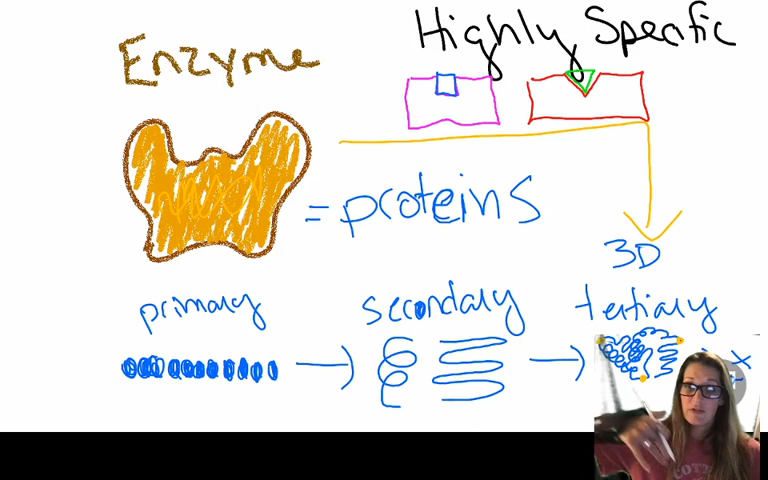 Highly Specific
Enzyme
= proteins
3D
primary
secondary
tertiary